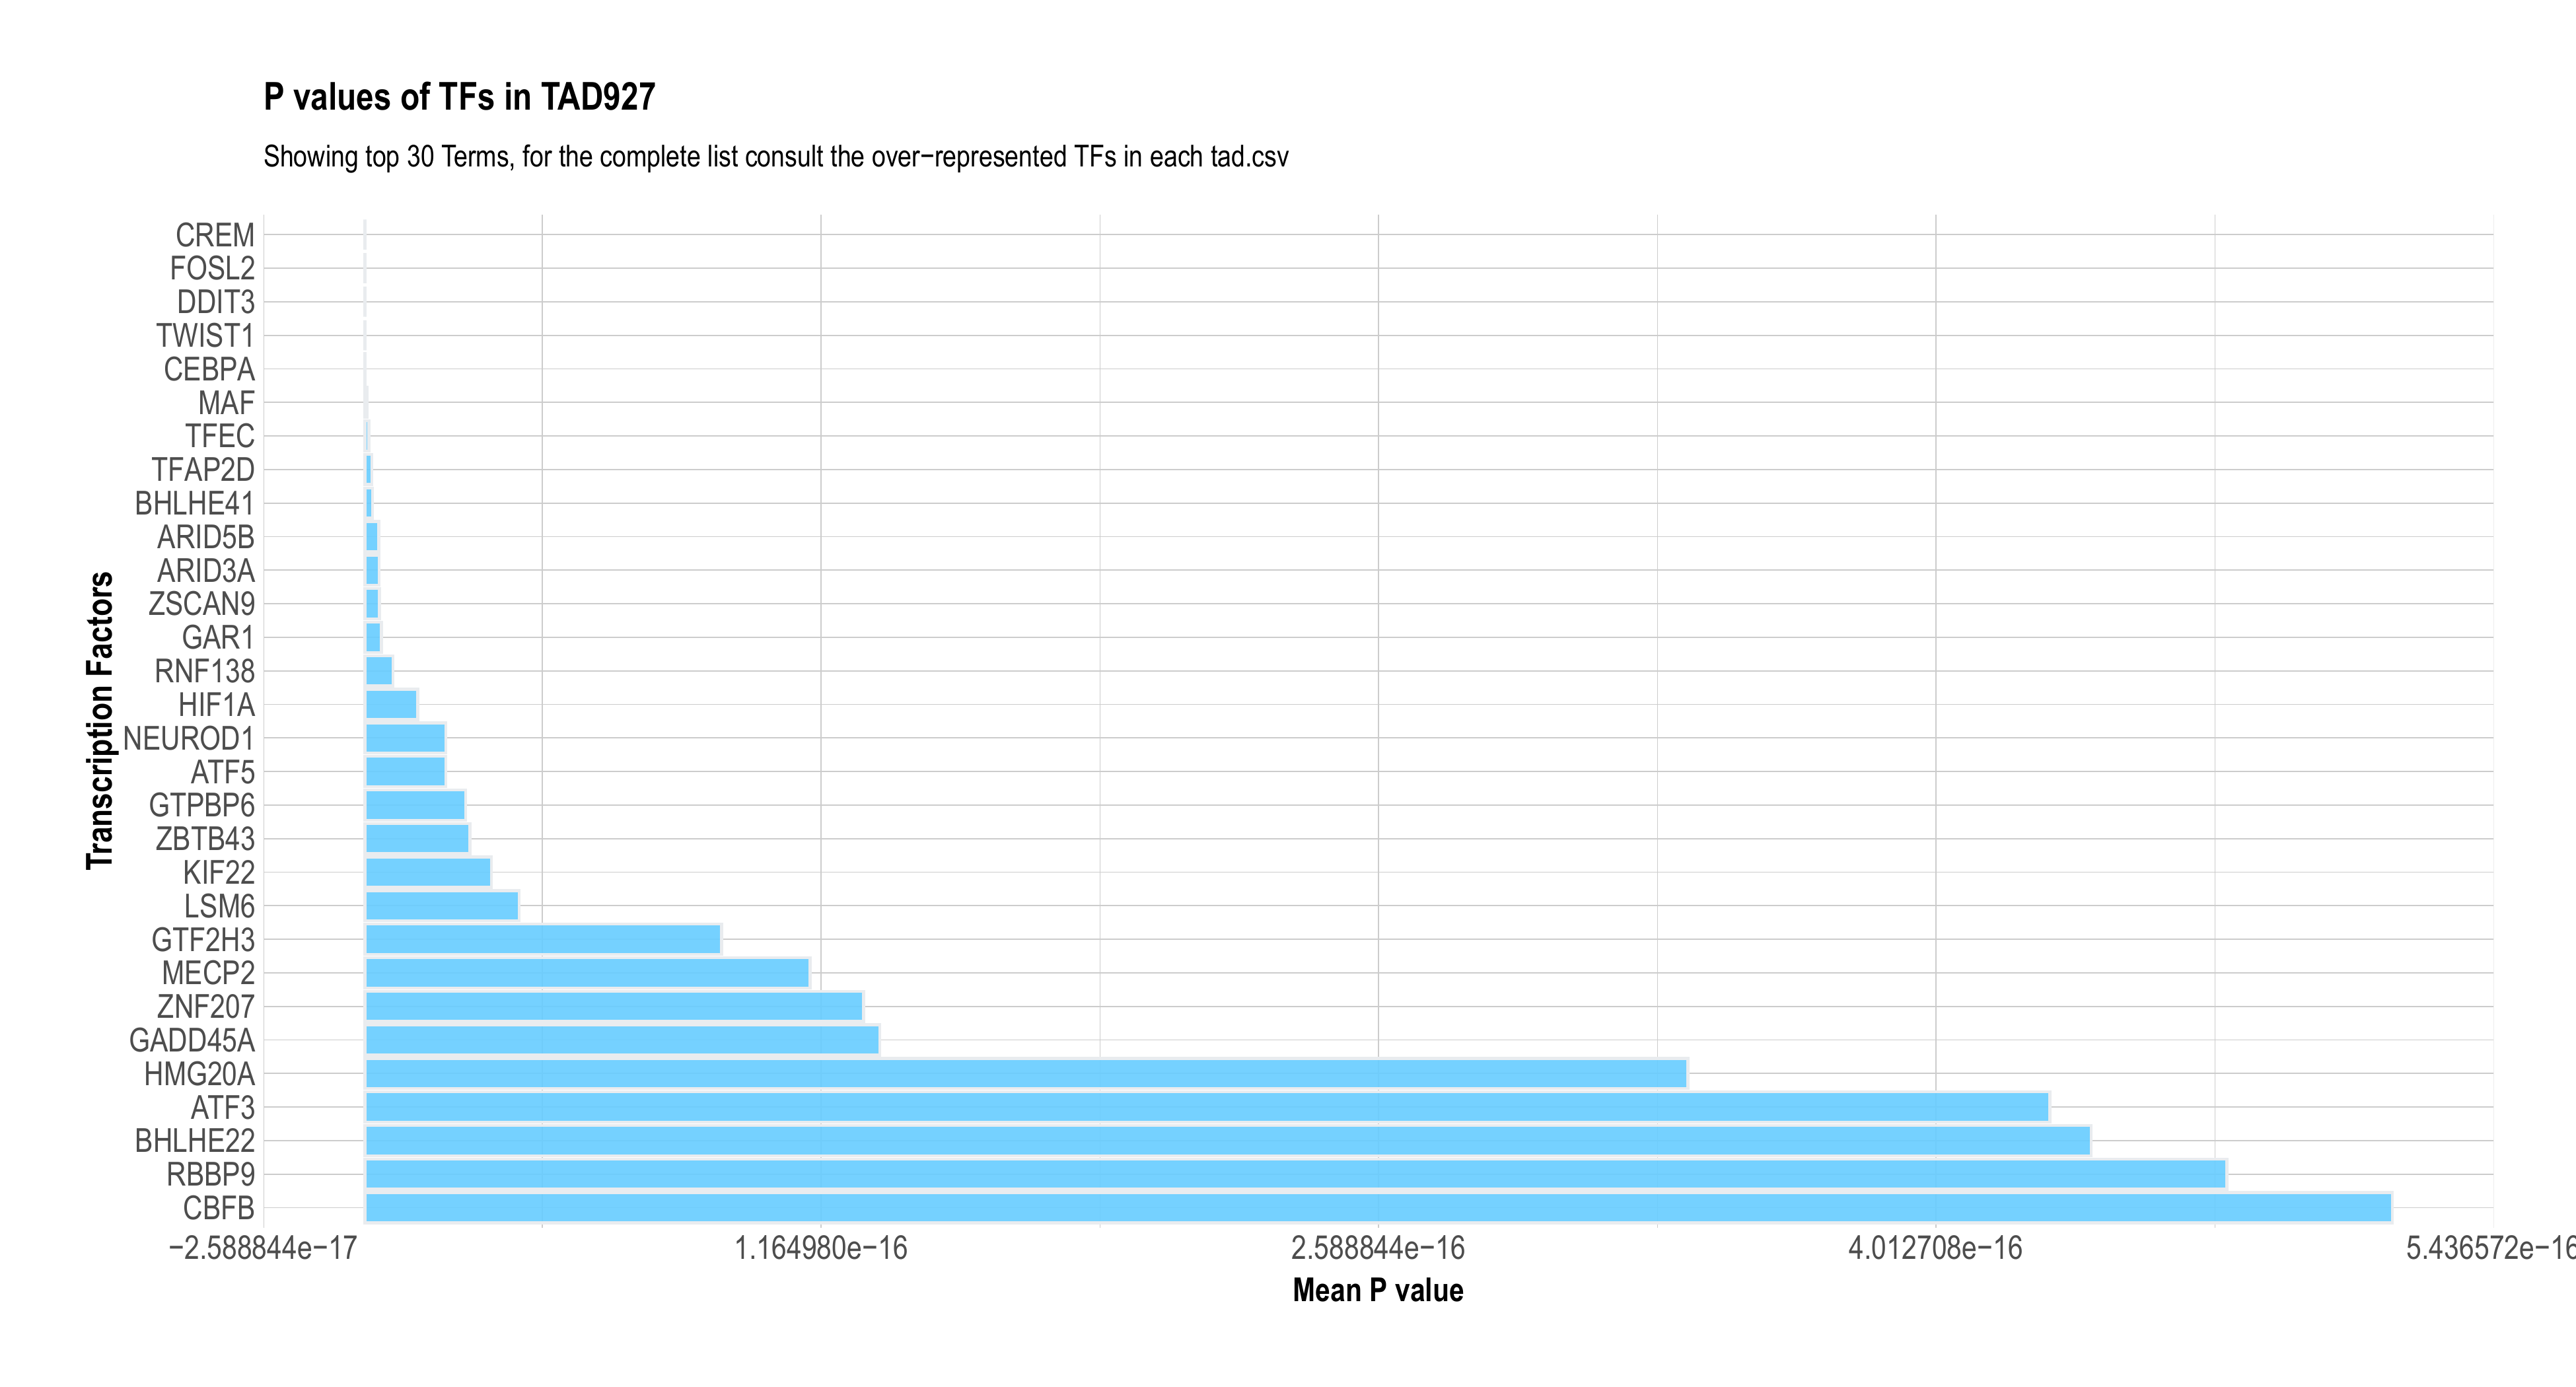 P values of TFs in TAD927
Showing top 30 Terms, for the complete list consult the over−represented TFs in each tad.csv
Transcription Factors
CREM
FOSL2
DDIT3
TWIST1
CEBPA
MAF
TFEC
TFAP2D
BHLHE41
ARID5B
ARID3A
ZSCAN9
GAR1
RNF138
HIF1A
NEUROD1
ATF5
GTPBP6
ZBTB43
KIF22
LSM6
GTF2H3
MECP2
ZNF207
GADD45A
HMG20A
ATF3
BHLHE22
RBBP9
CBFB
−2.588844e−17 1.164980e−16 2.588844e−16 4.012708e−16 5.436572e−16
Mean P value